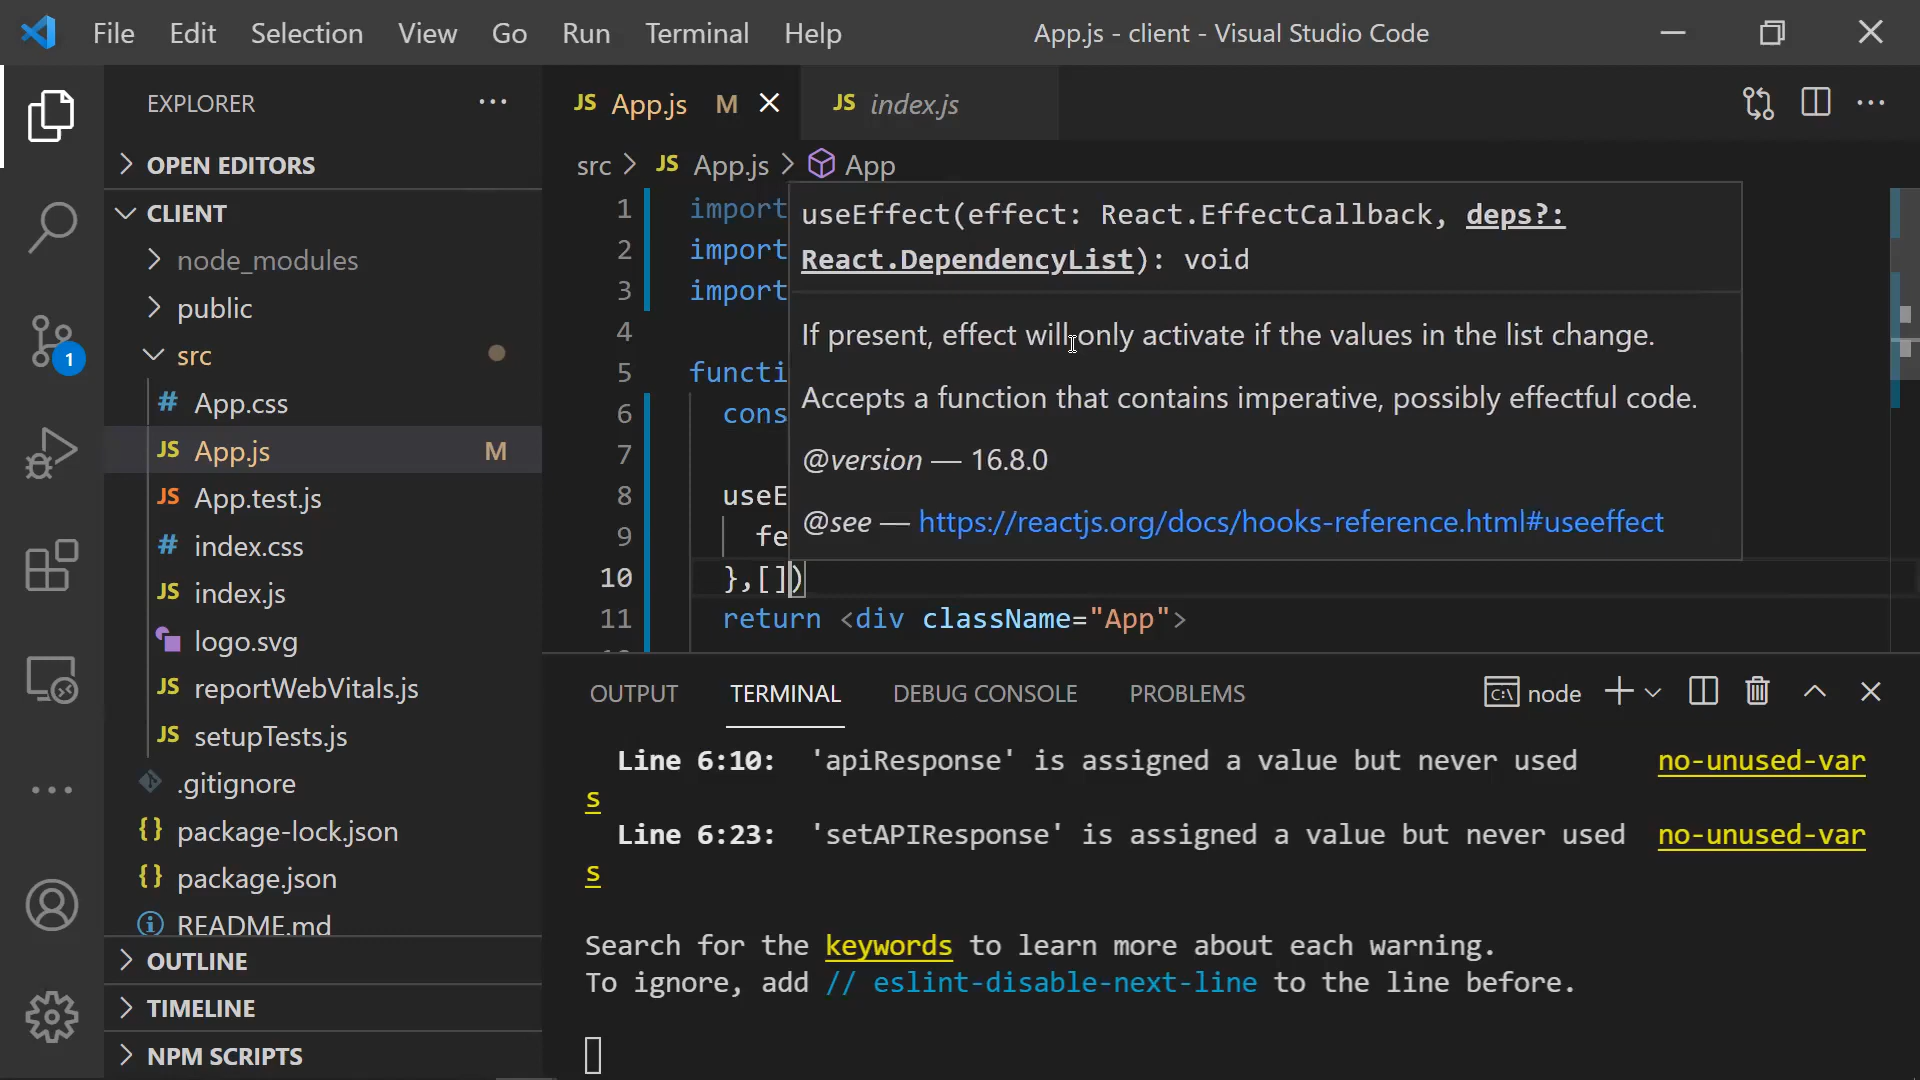 File Edit Selection View Go Run Terminal Help App.js - client - Visual Studio Code
EXPLORER
OPEN EDITORS
CLIENT
node_modules
public
src
# App.css
JS App.js M
JS App.test.js
# index.css
JS index.js
logo.svg
JS reportWebVitals.js
JS setupTests.js
.gitignore
{} package-lock.json
{} package.json
README.md
OUTLINE
TIMELINE
NPM SCRIPTS
1
JS App.js M
JS index.js
src > JS App.js > App
1 import
2 import
3 import
4
5 functi
6 cons
7
8 useE
9 fe
10 },[])
11 return <div className="App">
useEffect(effect: React.EffectCallback, deps?:
React.DependencyList): void
If present, effect will only activate if the values in the list change.
Accepts a function that contains imperative, possibly effectful code.
@version — 16.8.0
@see — https://reactjs.org/docs/hooks-reference.html#useeffect
OUTPUT TERMINAL DEBUG CONSOLE PROBLEMS node
Line 6:10: 'apiResponse' is assigned a value but never used no-unused-var
s
Line 6:23: 'setAPIResponse' is assigned a value but never used no-unused-var
s
Search for the keywords to learn more about each warning.
To ignore, add // eslint-disable-next-line to the line before.